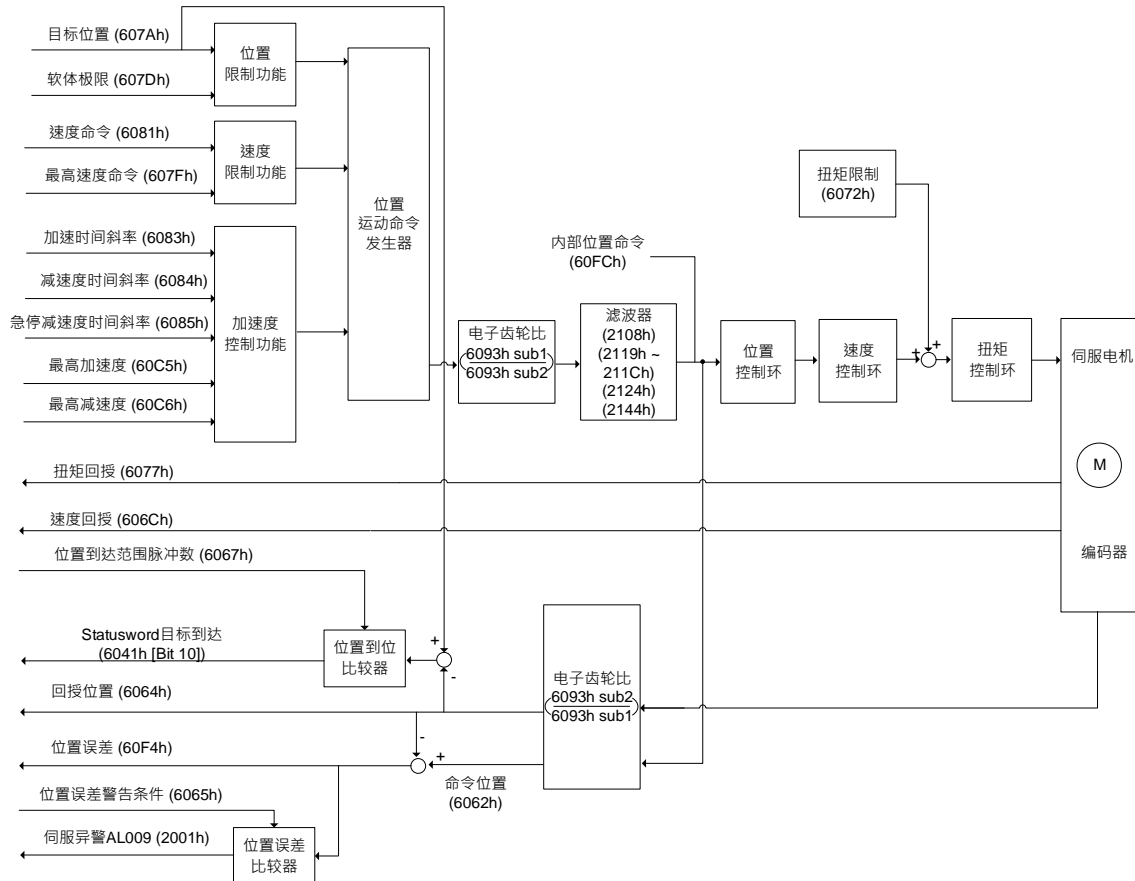 目标位置 (607Ah)
软体极限 (607Dh)
位置
限制功能
速度命令 (6081h)
最高速度命令 (607Fh)
速度
限制功能
加速时间斜率 (6083h)
减速度时间斜率 (6084h)
急停减速度时间斜率 (6085h)
最高加速度 (60C5h)
最高减速度 (60C6h)
加速度
控制功能
位置
运动命令
发生器
电子齿轮比
(6093h sub1
6093h sub2)
滤波器
(2108h)
(2119h ~
211Ch)
(2124h)
(2144h)
内部位置命令
(60FCh)
位置
控制环
速度
控制环
扭矩限制
(6072h)
+
+
扭矩
控制环
伺服电机
M
编码器
扭矩回授 (6077h)
速度回授 (606Ch)
位置到达范围脉冲数 (6067h)
Statusword目标到达
(6041h [Bit 10])
位置到位
比较器
+
-
回授位置 (6064h)
电子齿轮比
(6093h sub2
6093h sub1)
位置误差 (60F4h)
-
+
命令位置
(6062h)
位置误差警告条件 (6065h)
伺服异警AL009 (2001h)
位置误差
比较器